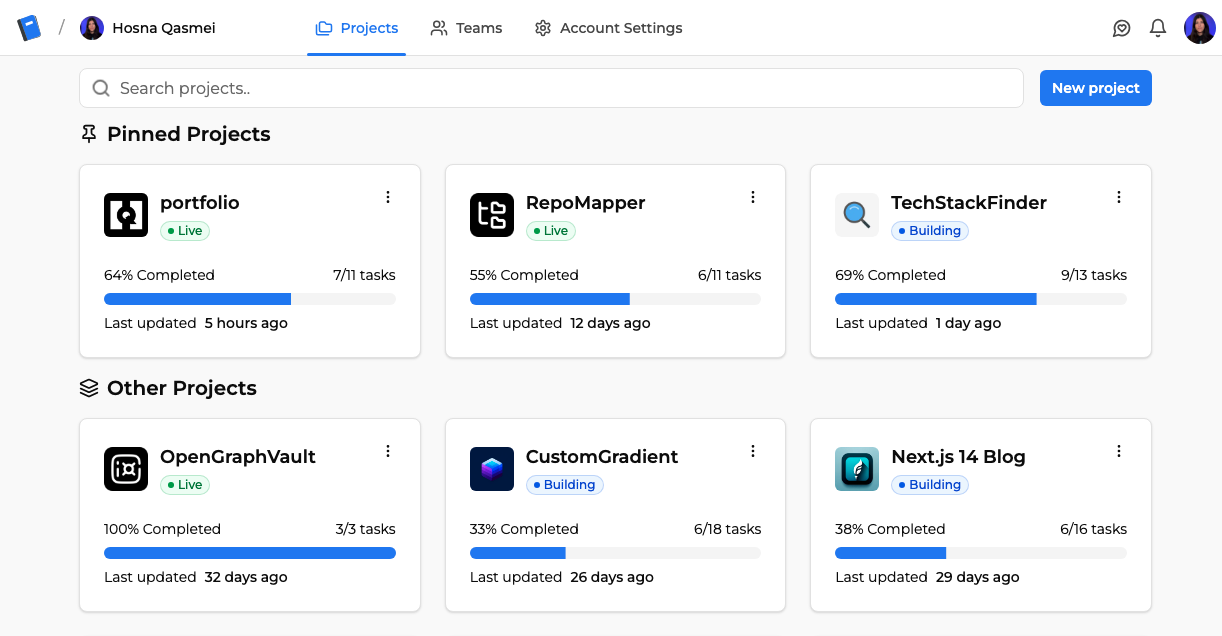 / Hosna Qasmei Projects Teams Account Settings
Search projects.. New project
Pinned Projects
portfolio
Live
64% Completed 7/11 tasks
Last updated 5 hours ago
RepoMapper
Live
55% Completed 6/11 tasks
Last updated 12 days ago
TechStackFinder
Building
69% Completed 9/13 tasks
Last updated 1 day ago
Other Projects
OpenGraphVault
Live
100% Completed 3/3 tasks
Last updated 32 days ago
CustomGradient
Building
33% Completed 6/18 tasks
Last updated 26 days ago
Next.js 14 Blog
Building
38% Completed 6/16 tasks
Last updated 29 days ago